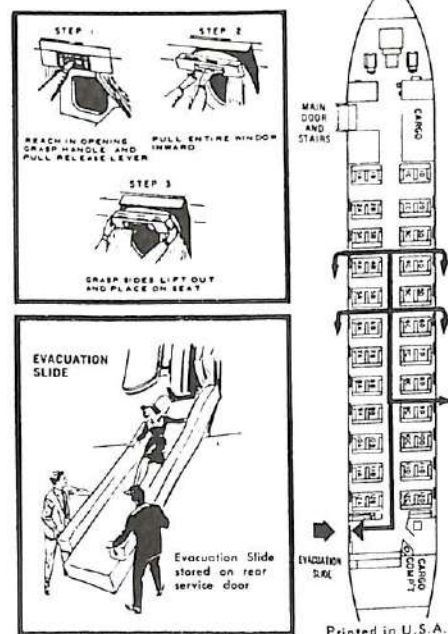 STEP 1
REACH IN OPENING
GRASP HANDLE AND
PULL RELEASE LEVER
STEP 2
PULL ENTIRE WINDOW
INWARD
STEP 3
GRASP SIDES LIFT OUT
AND PLACE ON SEAT
EVACUATION
SLIDE
Evacuation Slide
stored on rear
service door
MAIN
DOOR
AND
STAIRS
CARGO
EVACUATION
SLIDE
CARGO
COMPT
Printed in U.S.A.